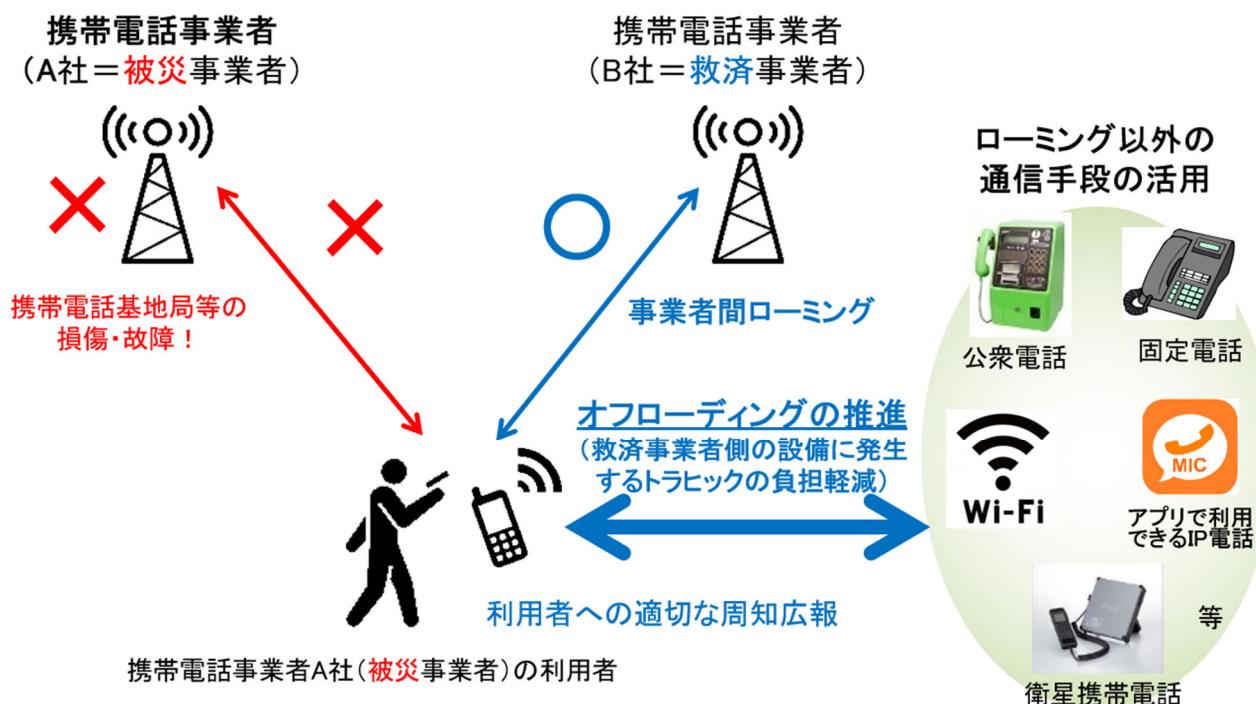 携帯電話事業者
（A社＝被災事業者）
携帯電話事業者
（B社＝救済事業者）
携帯電話基地局等の
損傷・故障！
事業者間ローミング
オフローディングの推進
（救済事業者側の設備に発生
するトラヒックの負担軽減）
利用者への適切な周知広報
携帯電話事業者A社（被災事業者）の利用者
ローミング以外の
通信手段の活用
公衆電話
固定電話
Wi-Fi
MIC
アプリで利用
できるIP電話
等
衛星携帯電話